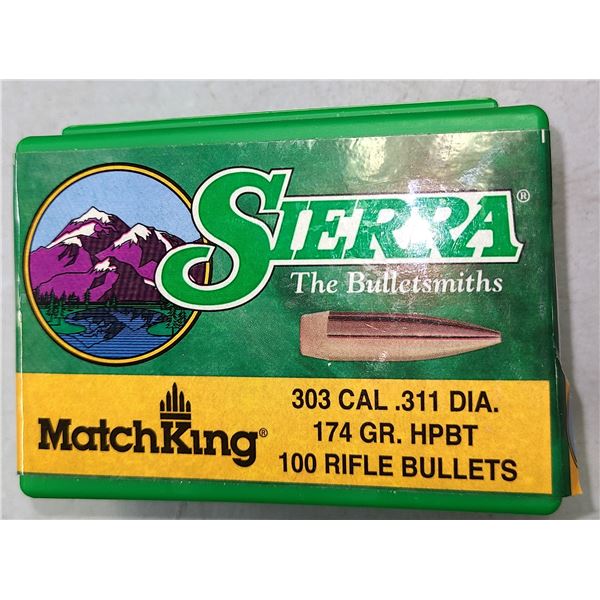 SIERRA®
The Bulletsmiths
303 CAL .311 DIA.
MatchKing®
174 GR. HPBT
100 RIFLE BULLETS